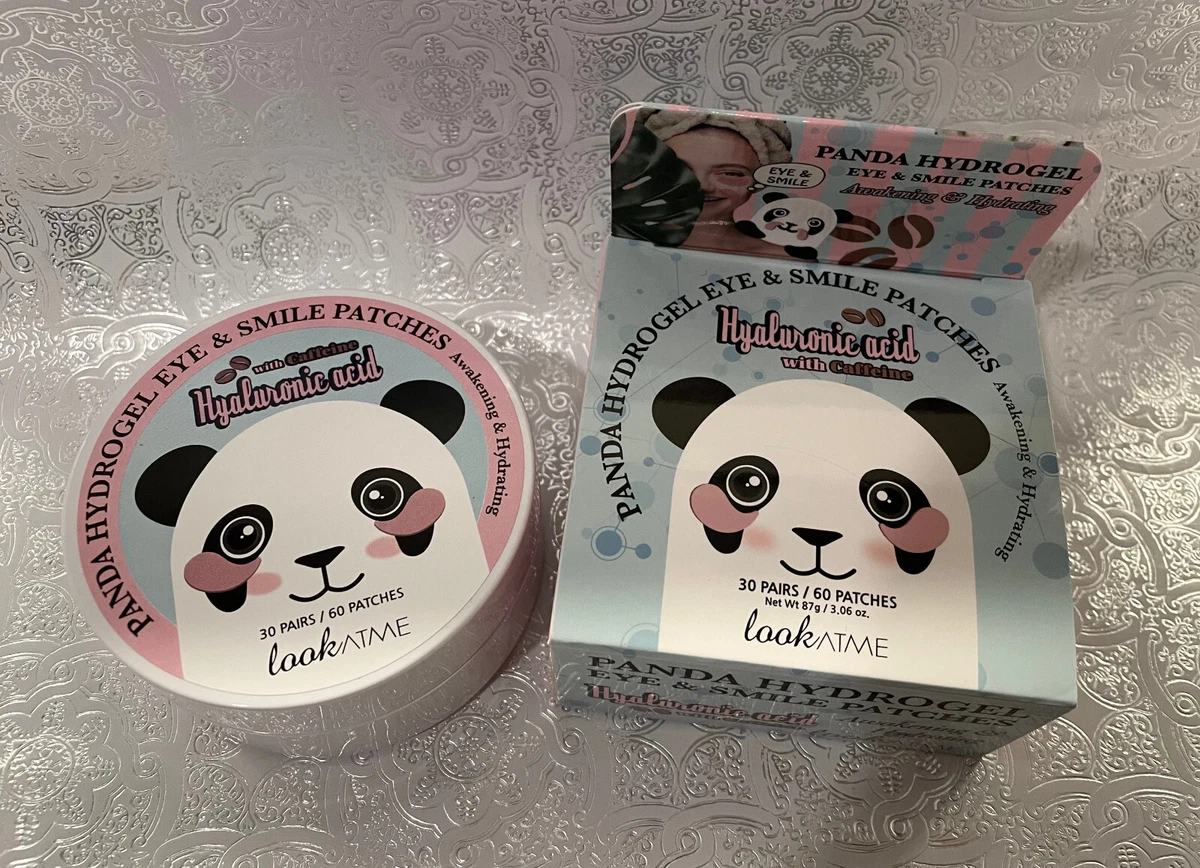 PANDA HYDROGEL EYE & SMILE PATCHES
Awakening & Hydrating
with Caffeine
Hyaluronic acid
30 PAIRS / 60 PATCHES
lookATME
EYE &
SMILE
PANDA HYDROGEL
EYE & SMILE PATCHES
Awakening & Hydrating
PANDA HYDROGEL EYE & SMILE PATCHES
Awakening & Hydrating
Hyaluronic acid
with Caffeine
30 PAIRS / 60 PATCHES
Net Wt 87g / 3.06 oz.
lookATME
PANDA HYDROGEL
EYE & SMILE PATCHES
Hyaluronic acid